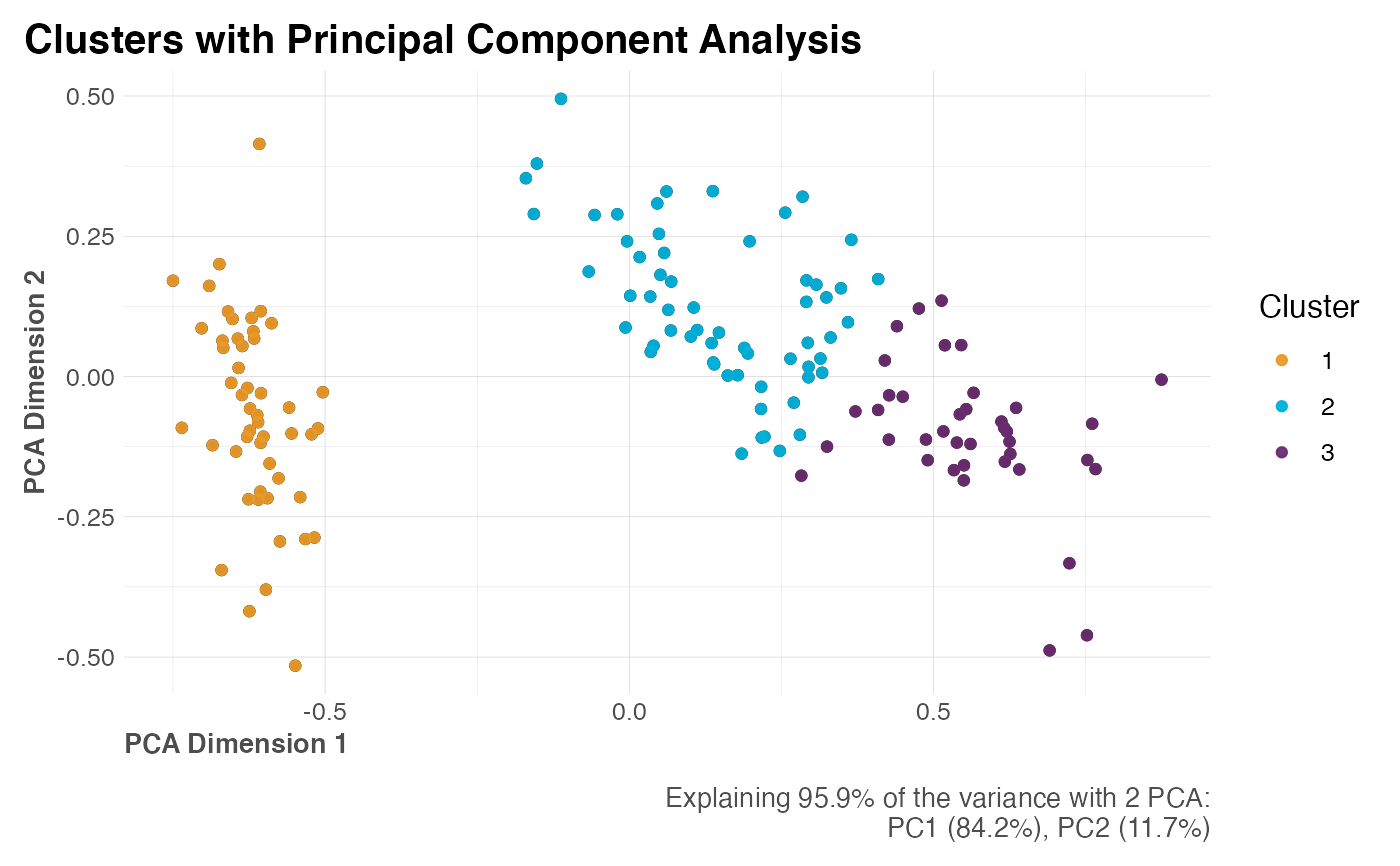 Clusters with Principal Component Analysis
0.50
0.25
0.00
-0.25
-0.50
PCA Dimension 2
-0.5
0.0
0.5
PCA Dimension 1
Cluster
1
2
3
Explaining 95.9% of the variance with 2 PCA:
PC1 (84.2%), PC2 (11.7%)